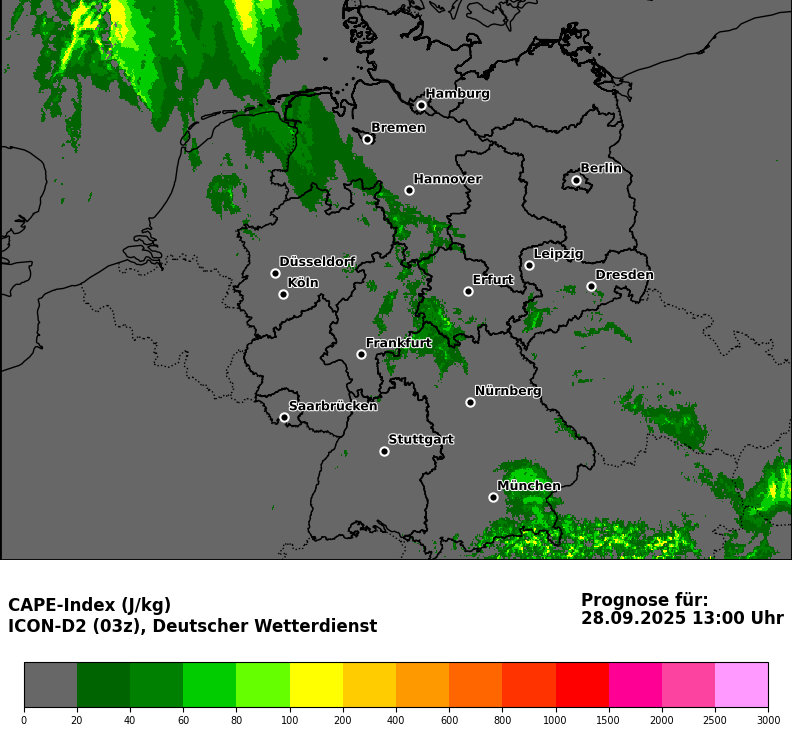 Hamburg
Bremen
Berlin
Hannover
Leipzig
Düsseldorf
Dresden
Köln
Erfurt
Frankfurt
Nürnberg
Saarbrücken
Stuttgart
München
CAPE-Index (J/kg)
ICON-D2 (03z), Deutscher Wetterdienst
Prognose für:
28.09.2025 13:00 Uhr
0 20 40 60 80 100 200 400 600 800 1000 1500 2000 2500 3000